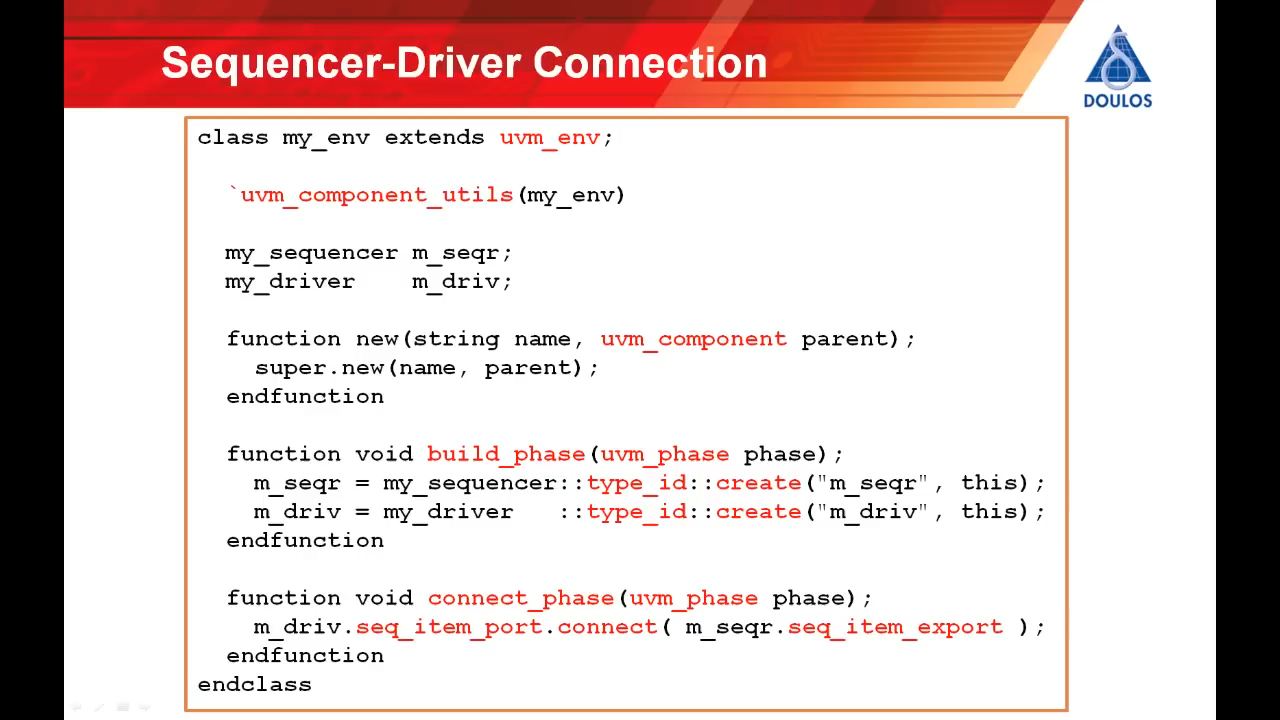 Sequencer-Driver Connection
DOULOS
class my_env extends uvm_env;
`uvm_component_utils(my_env)
my_sequencer m_seqr;
my_driver    m_driv;
function new(string name, uvm_component parent);
super.new(name, parent);
endfunction
function void build_phase(uvm_phase phase);
m_seqr = my_sequencer::type_id::create("m_seqr", this);
m_driv = my_driver   ::type_id::create("m_driv", this);
endfunction
function void connect_phase(uvm_phase phase);
m_driv.seq_item_port.connect( m_seqr.seq_item_export );
endfunction
endclass